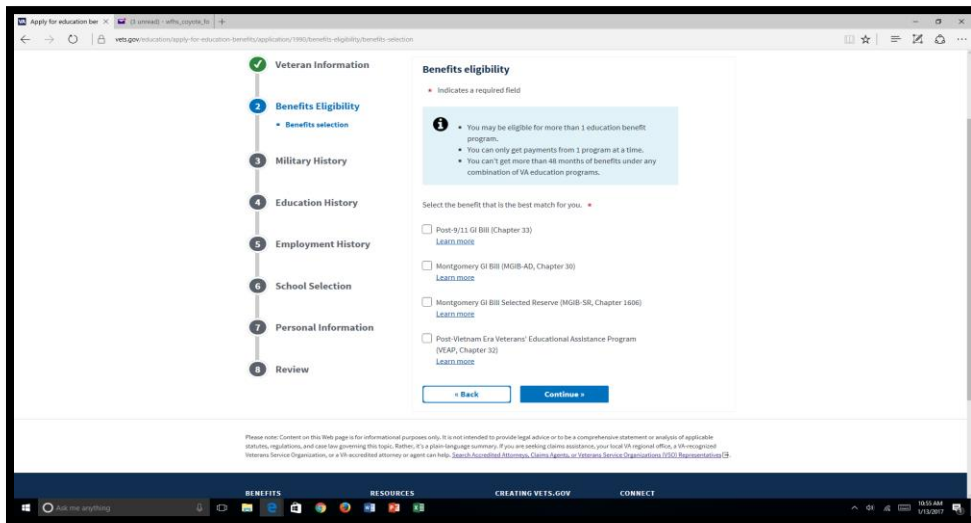 Apply for education ber
(3 unread) - wfhs_coyote_fo
vets.gov/education/apply-for-education-benefits/application/1990/benefits-eligibility/benefits-selection
Veteran Information
2 Benefits Eligibility
Benefits selection
3 Military History
4 Education History
5 Employment History
6 School Selection
7 Personal Information
8 Review
Benefits eligibility
* Indicates a required field
• You may be eligible for more than 1 education benefit
program.
• You can only get payments from 1 program at a time.
• You can't get more than 48 months of benefits under any
combination of VA education programs.
Select the benefit that is the best match for you. *
Post-9/11 GI Bill (Chapter 33)
Learn more
Montgomery GI Bill (MGIB-AD, Chapter 30)
Learn more
Montgomery GI Bill Selected Reserve (MGIB-SR, Chapter 1606)
Learn more
Post-Vietnam Era Veterans' Educational Assistance Program
(VEAP, Chapter 32)
Learn more
« Back
Continue »
Please note: Content on this Web page is for informational purposes only. It is not intended to provide legal advice or to be a comprehensive statement or analysis of applicable
statutes, regulations, and case law governing this topic. Rather, it's a plain-language summary. If you are seeking claims assistance, your local VA regional office, a VA-recognized
Veterans Service Organization, or a VA-accredited attorney or agent can help. Search Accredited Attorneys, Claims Agents, or Veterans Service Organizations (VSO) Representatives
BENEFITS RESOURCES CREATING VETS.GOV CONNECT
Ask me anything
10:55 AM
1/13/2017